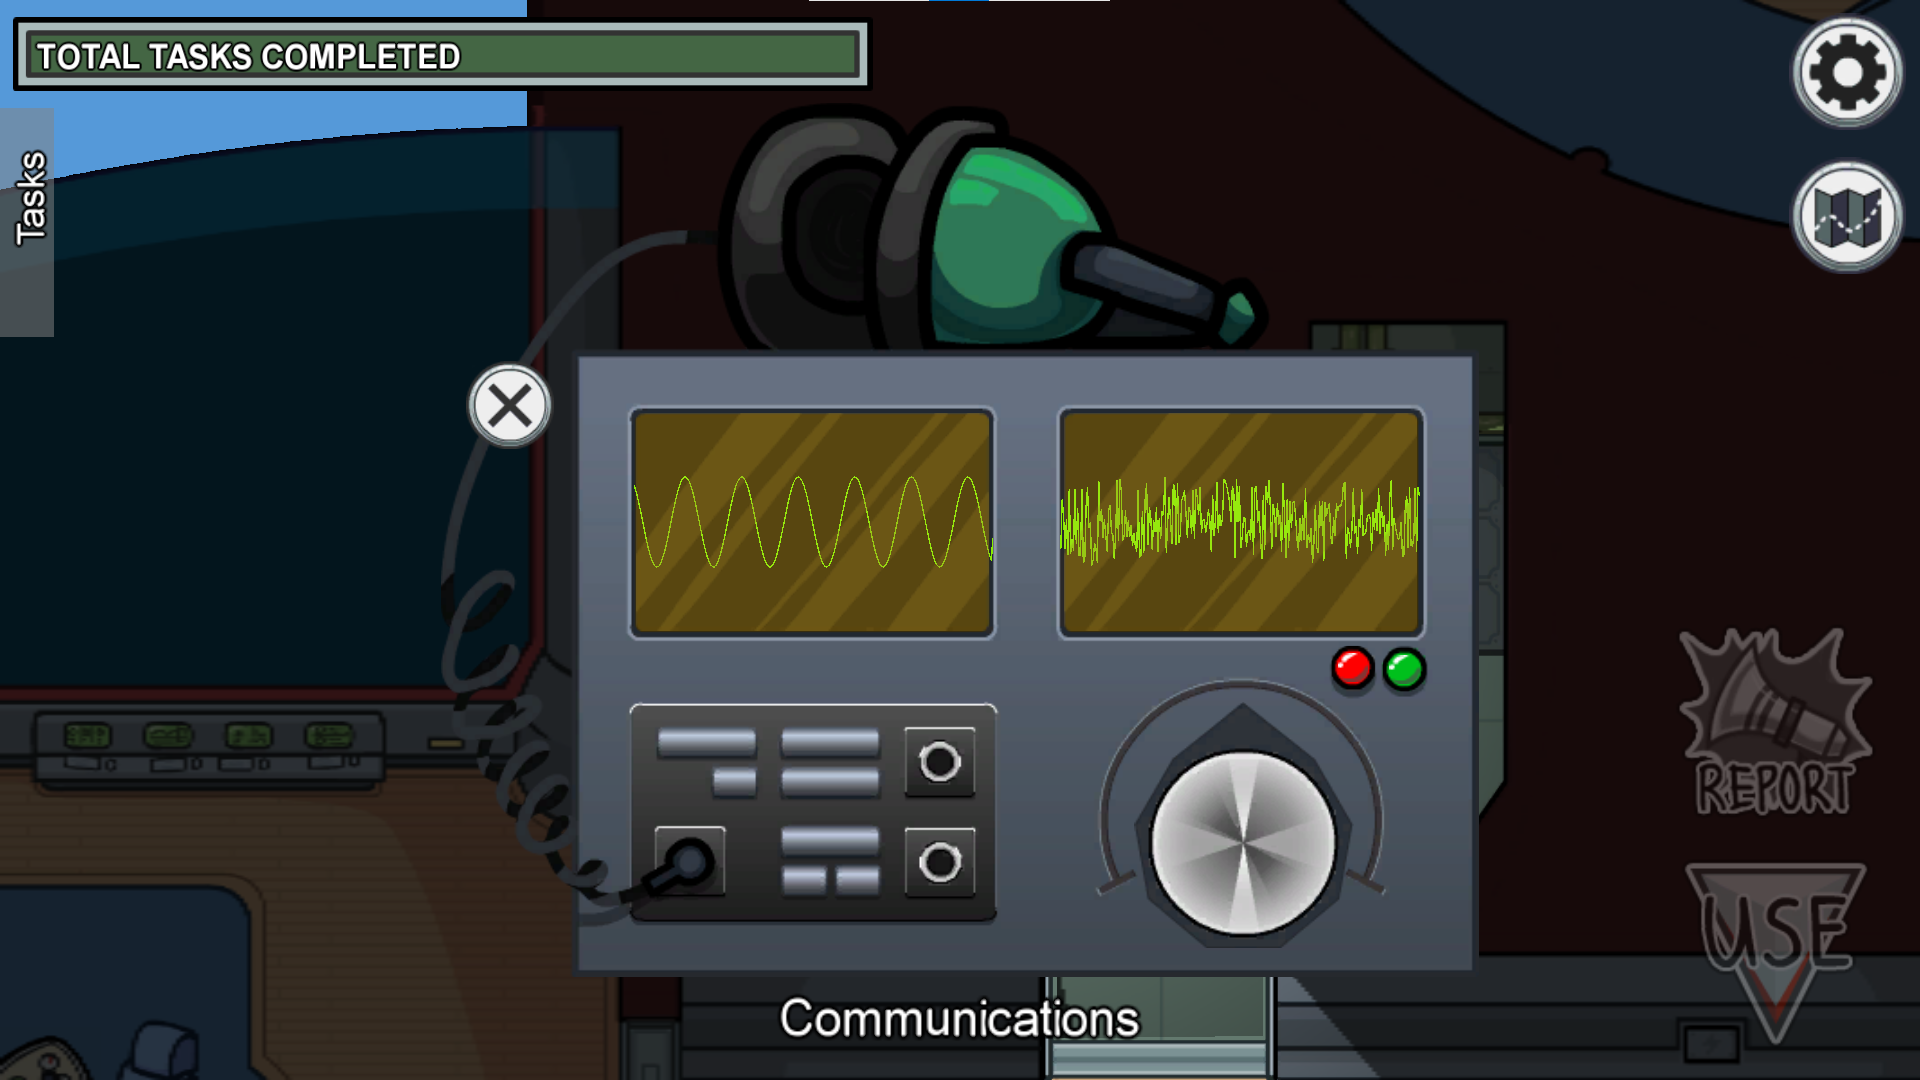 TOTAL TASKS COMPLETED
Tasks
REPORT
USE
Communications